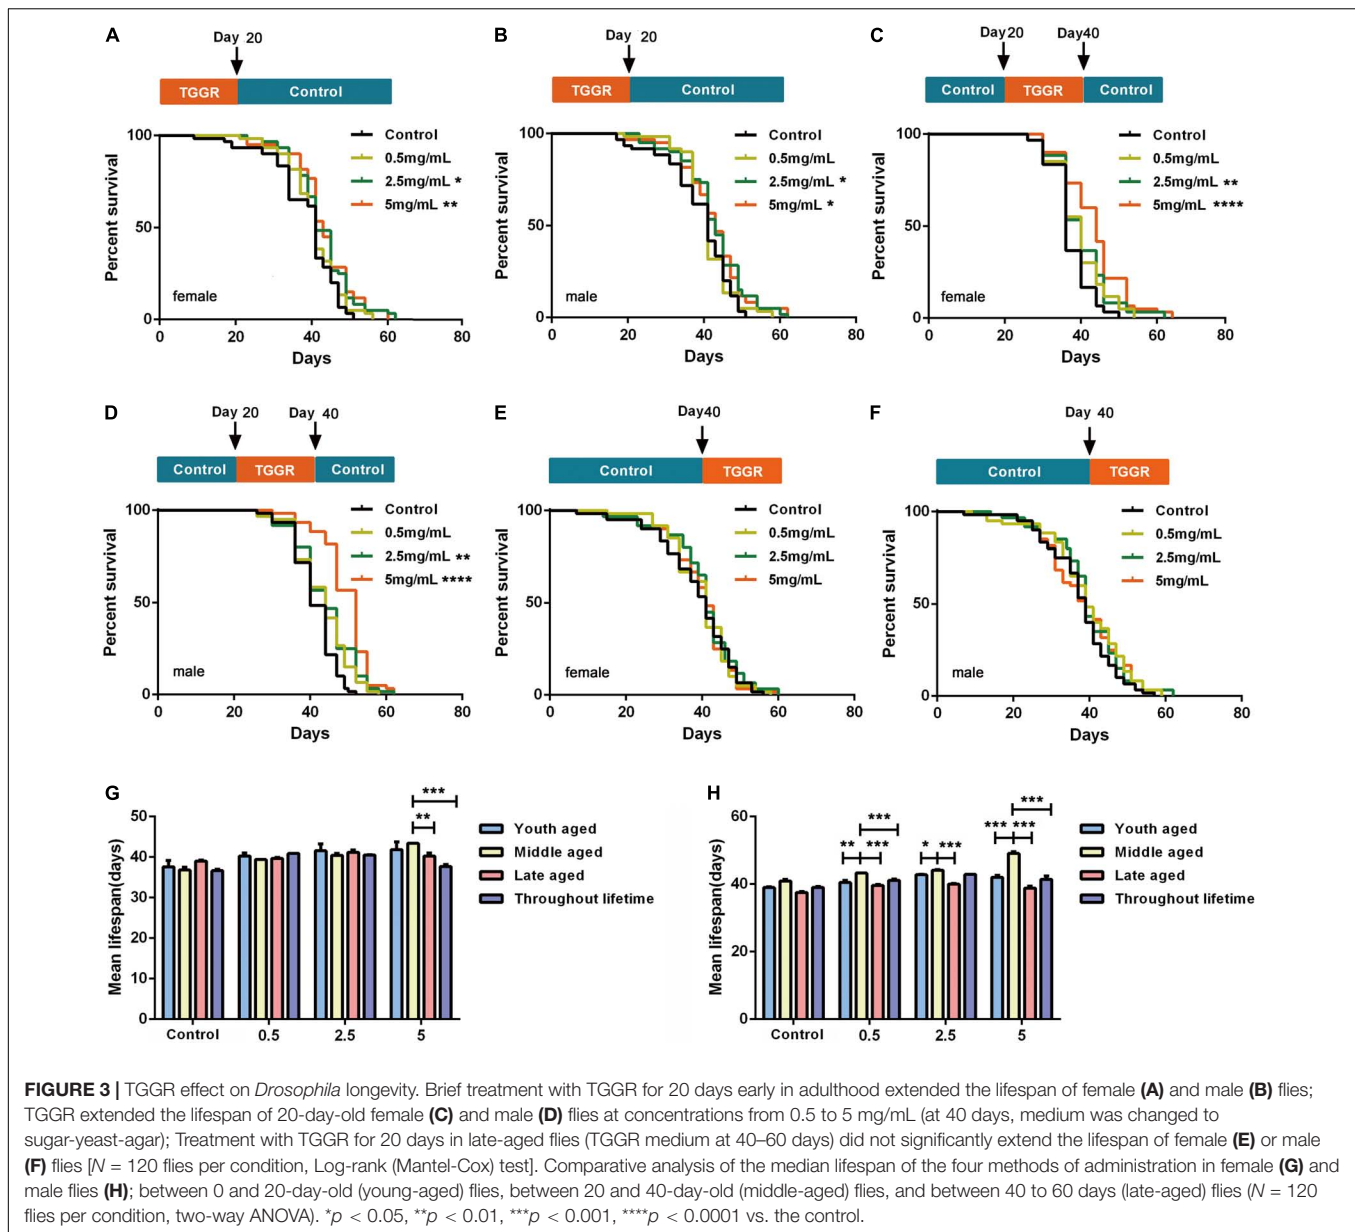 A
Day 20
TGGR Control
Percent survival
100
50
0
0 20 40 60 80
Days
Control
0.5mg/mL
2.5mg/mL *
5mg/mL **
female
B
Day 20
TGGR Control
Percent survival
100
50
0
0 20 40 60 80
Days
Control
0.5mg/mL
2.5mg/mL *
5mg/mL *
male
C
Day20 Day40
Control TGGR Control
Percent survival
100
50
0
0 20 40 60 80
Days
Control
0.5mg/mL
2.5mg/mL **
5mg/mL ****
female
D
Day 20 Day 40
Control TGGR Control
Percent survival
100
50
0
0 20 40 60 80
Days
Control
0.5mg/mL
2.5mg/mL **
5mg/mL ****
male
E
Day40
Control TGGR
Percent survival
100
50
0
0 20 40 60 80
Days
Control
0.5mg/mL
2.5mg/mL
5mg/mL
female
F
Day 40
Control TGGR
Percent survival
100
50
0
0 20 40 60 80
Days
Control
0.5mg/mL
2.5mg/mL
5mg/mL
male
G
Mean lifespan(days)
50
40
30
20
10
0
Control 0.5 2.5 5
***
**
Youth aged
Middle aged
Late aged
Throughout lifetime
H
Mean lifespan(days)
60
40
20
0
Control 0.5 2.5 5
***
** ***
* ***
***
*** ***
Youth aged
Middle aged
Late aged
Throughout lifetime
FIGURE 3 | TGGR effect on Drosophila longevity. Brief treatment with TGGR for 20 days early in adulthood extended the lifespan of female (A) and male (B) flies;
TGGR extended the lifespan of 20-day-old female (C) and male (D) flies at concentrations from 0.5 to 5 mg/mL (at 40 days, medium was changed to
sugar-yeast-agar); Treatment with TGGR for 20 days in late-aged flies (TGGR medium at 40–60 days) did not significantly extend the lifespan of female (E) or male
(F) flies [N = 120 flies per condition, Log-rank (Mantel-Cox) test]. Comparative analysis of the median lifespan of the four methods of administration in female (G) and
male flies (H); between 0 and 20-day-old (young-aged) flies, between 20 and 40-day-old (middle-aged) flies, and between 40 to 60 days (late-aged) flies (N = 120
flies per condition, two-way ANOVA). *p < 0.05, **p < 0.01, ***p < 0.001, ****p < 0.0001 vs. the control.